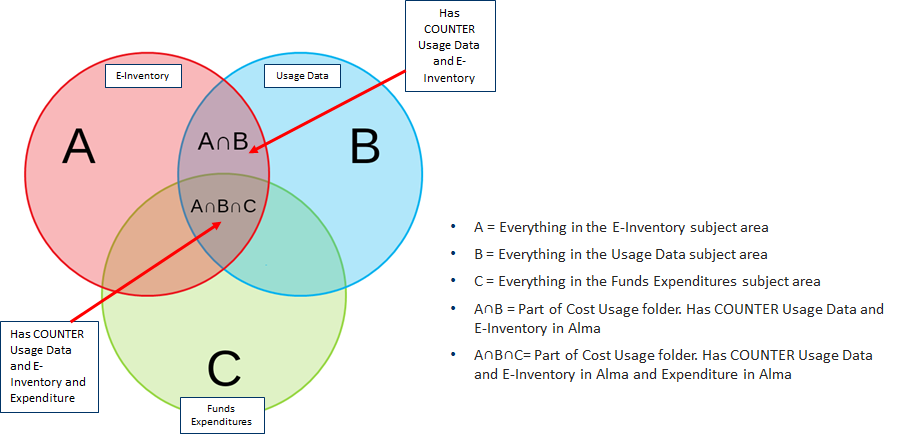 Has
COUNTER
Usage Data
and E-
Inventory
E-Inventory
Usage Data
A
A∩B
B
A∩B∩C
• A = Everything in the E-Inventory subject area
• B = Everything in the Usage Data subject area
• C = Everything in the Funds Expenditures subject area
• A∩B = Part of Cost Usage folder. Has COUNTER Usage Data and
E-Inventory in Alma
• A∩B∩C= Part of Cost Usage folder. Has COUNTER Usage Data
and E-Inventory in Alma and Expenditure in Alma
Has COUNTER
Usage Data
and E-
Inventory and
Expenditure
C
Funds
Expenditures